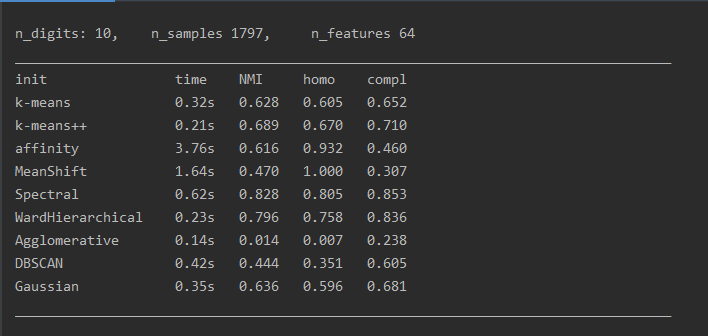 n_digits: 10, n_samples 1797, n_features 64
init time NMI homo compl
k-means 0.32s 0.628 0.605 0.652
k-means++ 0.21s 0.689 0.670 0.710
affinity 3.76s 0.616 0.932 0.460
MeanShift 1.64s 0.470 1.000 0.307
Spectral 0.62s 0.828 0.805 0.853
WardHierarchical 0.23s 0.796 0.758 0.836
Agglomerative 0.14s 0.014 0.007 0.238
DBSCAN 0.42s 0.444 0.351 0.605
Gaussian 0.35s 0.636 0.596 0.681